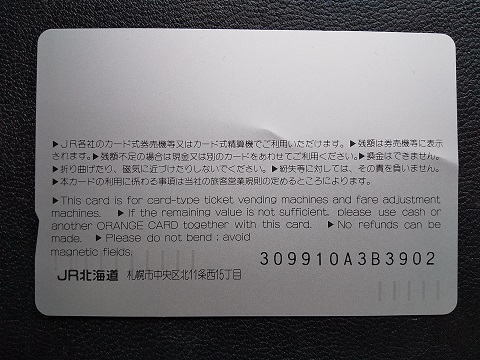 ▶JR各社のカード式券売機等又はカード式精算機でご利用いただけます。▶残額は券売機等に表示
されます。▶残額不足の場合は現金又は別のカードをあわせてご利用ください。▶換金はできません。
▶折り曲げたり、磁気に近づけたりしないでください。▶紛失等に対しては、その責を負いません。
▶本カードの利用に係わる事項は当社の旅客営業規則の定めるところによります。
▶This card is for card-type ticket vending machines and fare adjustment
machines. ▶If the remaining value is not sufficient. please use cash or
another ORANGE CARD together with this card. ▶No refunds can be
made. ▶Please do not bend; avoid
magnetic fields.
309910A3B3902
JR北海道 札幌市中央区北11条西15丁目